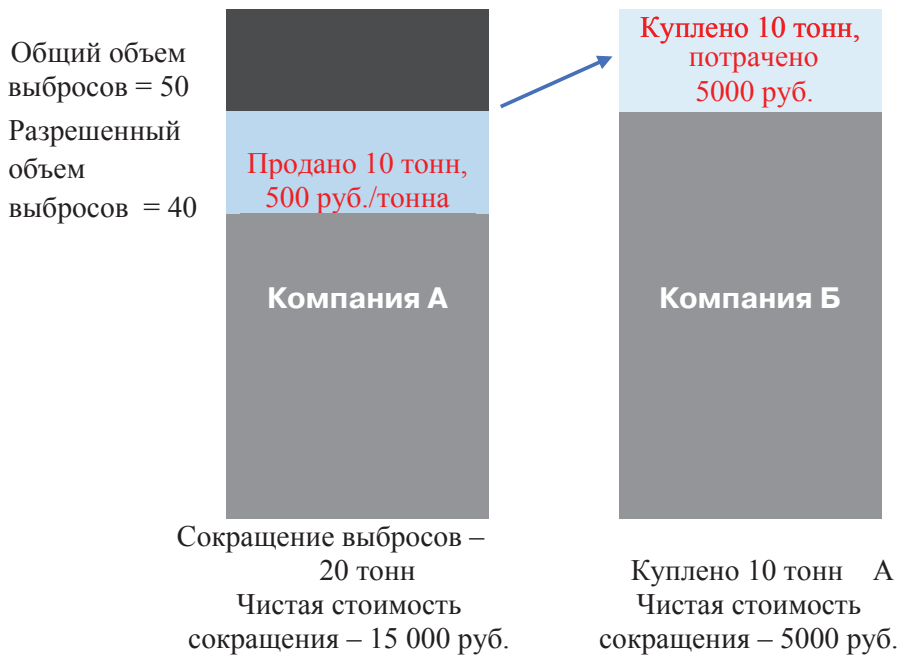 Общий объем
выбросов = 50
Разрешенный
объем
выбросов = 40
Продано 10 тонн,
500 руб./тонна
Компания А
Сокращение выбросов –
20 тонн
Чистая стоимость
сокращения – 15 000 руб.
Куплено 10 тонн,
потрачено
5000 руб.
Компания Б
Куплено 10 тонн А
Чистая стоимость
сокращения – 5000 руб.